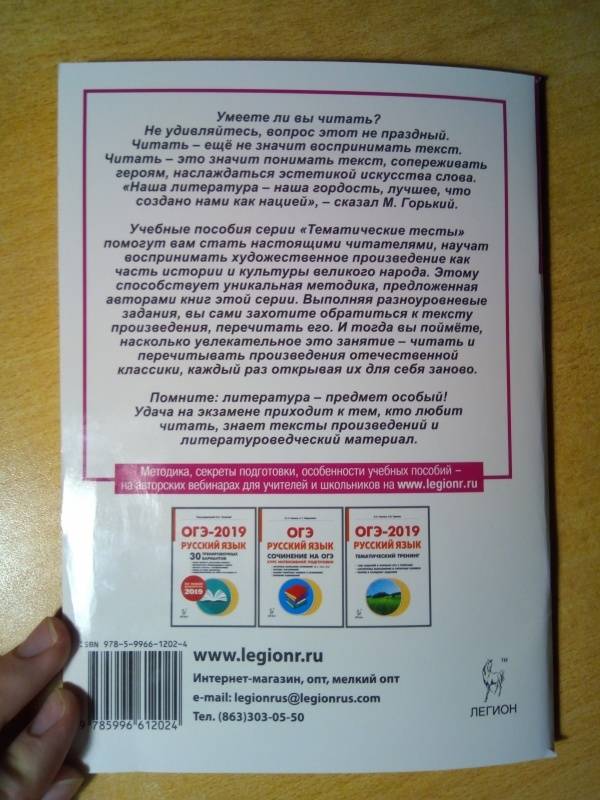 Умеете ли вы читать?
Не удивляйтесь, вопрос этот не праздный.
Читать – ещё не значит воспринимать текст.
Читать – это значит понимать текст, сопереживать
героям, наслаждаться эстетикой искусства слова.
«Наша литература – наша гордость, лучшее, что
создано нами как нацией», – сказал М. Горький.
Учебные пособия серии «Тематические тесты»
помогут вам стать настоящими читателями, научат
воспринимать художественное произведение как
часть истории и культуры великого народа. Этому
способствует уникальная методика, предложенная
авторами книг этой серии. Выполняя разноуровневые
задания, вы сами захотите обратиться к тексту
произведения, перечитать его. И тогда вы поймёте,
насколько увлекательное это занятие – читать и
перечитывать произведения отечественной
классики, каждый раз открывая их для себя заново.
Помните: литература – предмет особый!
Удача на экзамене приходит к тем, кто любит
читать, знает тексты произведений и
литературоведческий материал.
Методика, секреты подготовки, особенности учебных пособий –
на авторских вебинарах для учителей и школьников на www.legionr.ru
ОГЭ-2019
РУССКИЙ ЯЗЫК
30 ТРЕНИРОВОЧНЫХ
ВАРИАНТОВ
2019
ОГЭ
РУССКИЙ ЯЗЫК
СОЧИНЕНИЕ НА ОГЭ
КУРС ИНТЕНСИВНОЙ ПОДГОТОВКИ
ОГЭ-2019
РУССКИЙ ЯЗЫК
ТЕМАТИЧЕСКИЙ ТРЕНИНГ
ISBN 978-5-9966-1202-4
9 785996 612024
www.legionr.ru
Интернет-магазин, опт, мелкий опт
e-mail: legionrus@legionrus.com
Тел. (863)303-05-50
TM
ЛЕГИОН